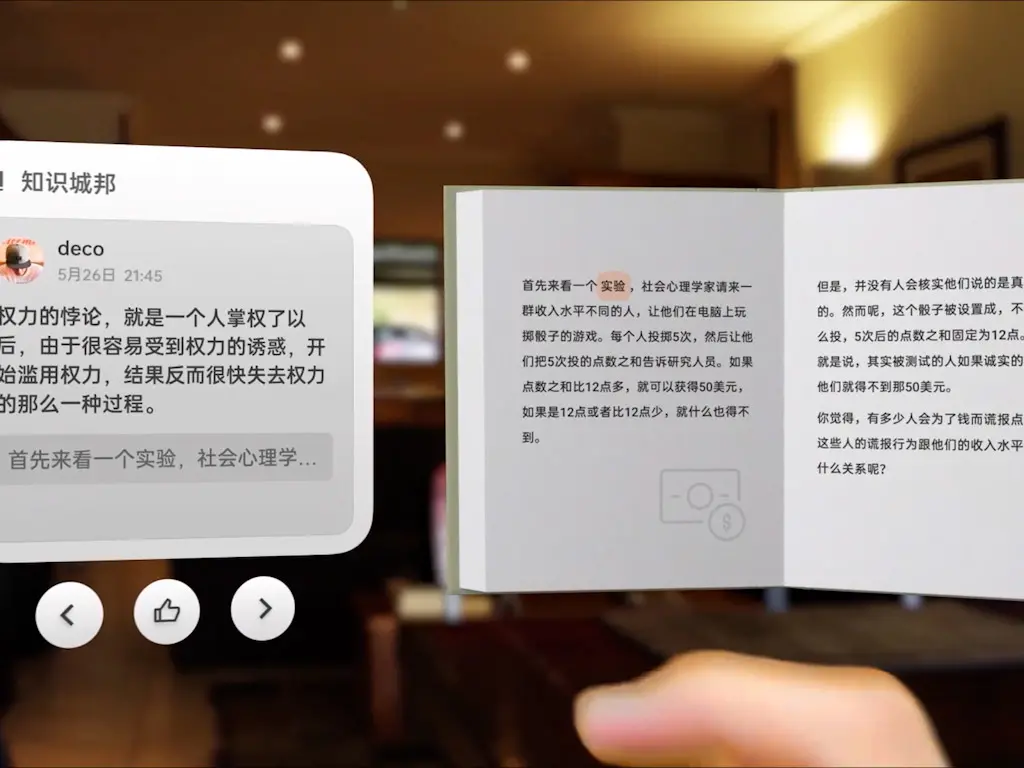 知识城邦
deco
5月26日 21:45
权力的悖论，就是一个人掌权了以
后，由于很容易受到权力的诱惑，开
始滥用权力，结果反而很快失去权力
的那么一种过程。
首先来看一个实验，社会心理学...
首先来看一个实验，社会心理学家请来一
群收入水平不同的人，让他们在电脑上玩
掷骰子的游戏。每个人投掷5次，然后让他
们把5次投的点数之和告诉研究人员。如果
点数之和比12点多，就可以获得50美元，
如果是12点或者比12点少，就什么也得不
到。
$
但是，并没有人会核实他们说的是真
的。然而呢，这个骰子被设置成，不
么投，5次后的点数之和固定为12点。
就是说，其实被测试的人如果诚实的
他们就得不到那50美元。
你觉得，有多少人会为了钱而谎报点
这些人的谎报行为跟他们的收入水平
什么关系呢？